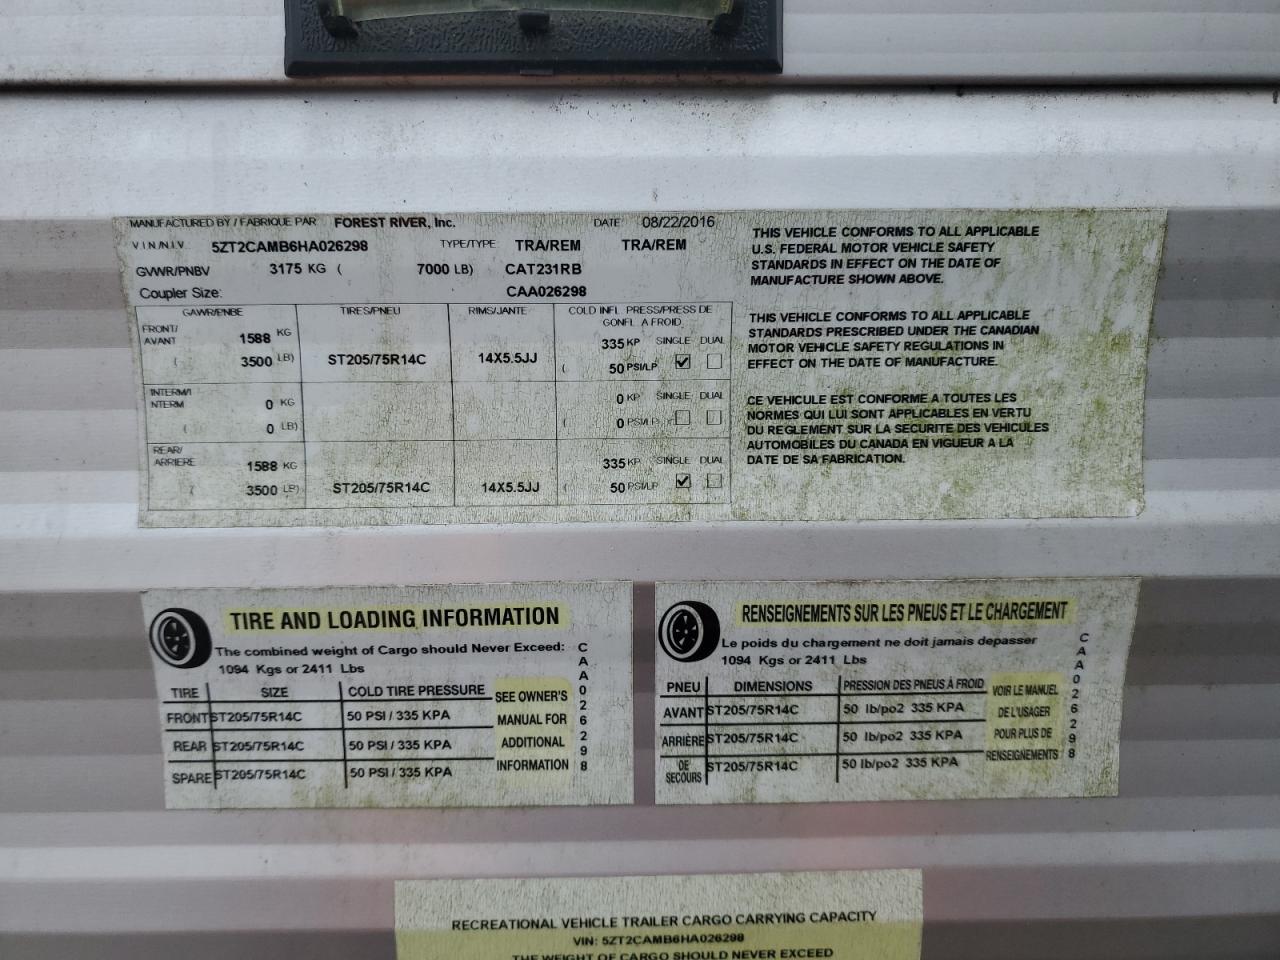 MANUFACTURED BY / FABRIQUE PAR FOREST RIVER, Inc. DATE 08/22/2016
V I N/N.I.V. 5ZT2CAMB6HA026298 TYPE/TYPE TRA/REM TRA/REM
GVWR/PNBV 3175 KG ( 7000 LB) CAT231RB
Coupler Size: CAA026298
GAWR/PNBE TIRES/PNEU RIMS/JANTE COLD INFL PRESS/PRESS DE
GONFL A FROID
FRONT/ AVANT 1588 KG 335 KP SINGLE DUAL
( 3500 LB) ST205/75R14C 14X5.5JJ ( 50 PSI/LP
INTERM/ INTERM 0 KG 0 KP SINGLE DUAL
( 0 LB) ( 0 PSI/LP
REAR/ ARRIERE 1588 KG 335 KP SINGLE DUAL
( 3500 LB) ST205/75R14C 14X5.5JJ ( 50 PSI/LP
THIS VEHICLE CONFORMS TO ALL APPLICABLE
U.S. FEDERAL MOTOR VEHICLE SAFETY
STANDARDS IN EFFECT ON THE DATE OF
MANUFACTURE SHOWN ABOVE.
THIS VEHICLE CONFORMS TO ALL APPLICABLE
STANDARDS PRESCRIBED UNDER THE CANADIAN
MOTOR VEHICLE SAFETY REGULATIONS IN
EFFECT ON THE DATE OF MANUFACTURE.
CE VEHICULE EST CONFORME A TOUTES LES
NORMES QUI LUI SONT APPLICABLES EN VERTU
DU REGLEMENT SUR LA SECURITE DES VEHICULES
AUTOMOBILES DU CANADA EN VIGUEUR A LA
DATE DE SA FABRICATION.
TIRE AND LOADING INFORMATION
The combined weight of Cargo should Never Exceed:
1094 Kgs or 2411 Lbs
TIRE SIZE COLD TIRE PRESSURE
FRONT ST205/75R14C 50 PSI / 335 KPA
REAR ST205/75R14C 50 PSI / 335 KPA
SPARE ST205/75R14C 50 PSI / 335 KPA
SEE OWNER'S
MANUAL FOR
ADDITIONAL
INFORMATION
CAA026298
RENSEIGNEMENTS SUR LES PNEUS ET LE CHARGEMENT
Le poids du chargement ne doit jamais depasser
1094 Kgs or 2411 Lbs
PNEU DIMENSIONS PRESSION DES PNEUS À FROID
AVANT ST205/75R14C 50 lb/po2 335 KPA
ARRIÈRE ST205/75R14C 50 lb/po2 335 KPA
DE SECOURS ST205/75R14C 50 lb/po2 335 KPA
VOIR LE MANUEL
DE L'USAGER
POUR PLUS DE
RENSEIGNEMENTS
CAA026298
RECREATIONAL VEHICLE TRAILER CARGO CARRYING CAPACITY
VIN: 5ZT2CAMB6HA026298
THE WEIGHT OF CARGO SHOULD NEVER EXCEED